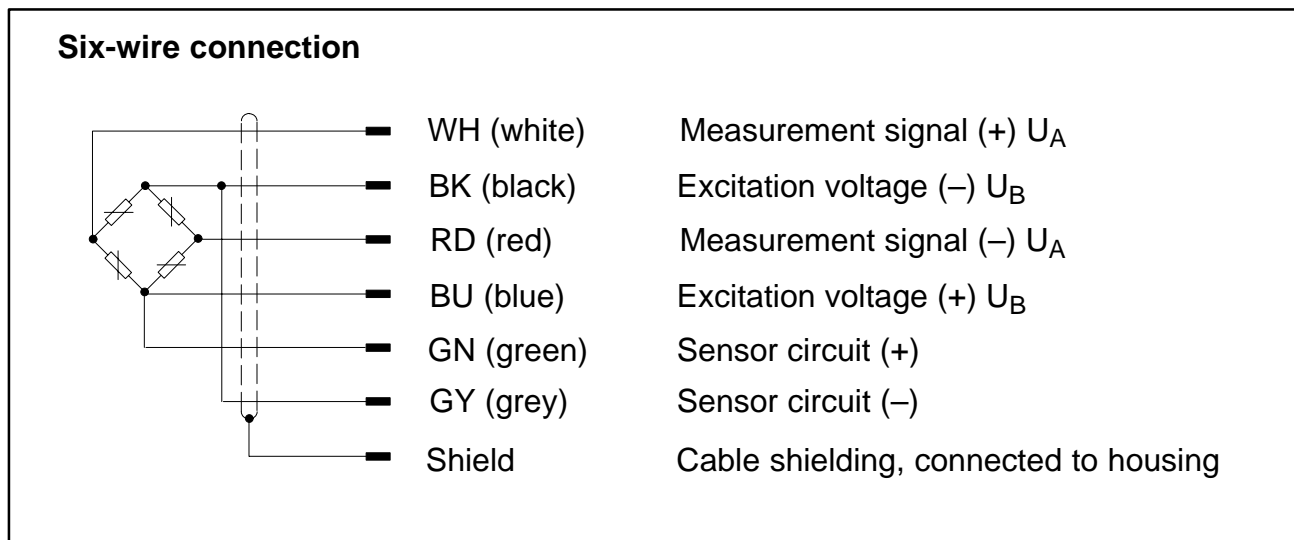 Six-wire connection
WH (white) Measurement signal (+) UA
BK (black) Excitation voltage (–) UB
RD (red) Measurement signal (–) UA
BU (blue) Excitation voltage (+) UB
GN (green) Sensor circuit (+)
GY (grey) Sensor circuit (–)
Shield Cable shielding, connected to housing